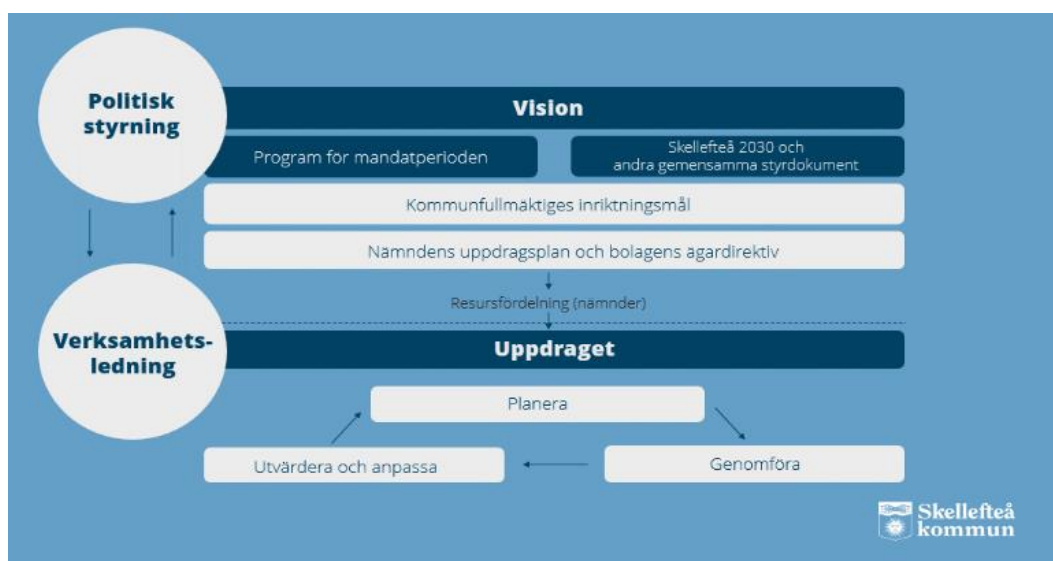 Politisk
styrning
Vision
Program för mandatperioden
Skellefteå 2030 och
andra gemensamma styrdokument
Kommunfullmäktiges inriktningsmål
Nämndens uppdragsplan och bolagens ägardirektiv
Resursfördelning (nämnder)
Verksamhets-
ledning
Uppdraget
Planera
Utvärdera och anpassa
Genomföra
Skellefteå
kommun